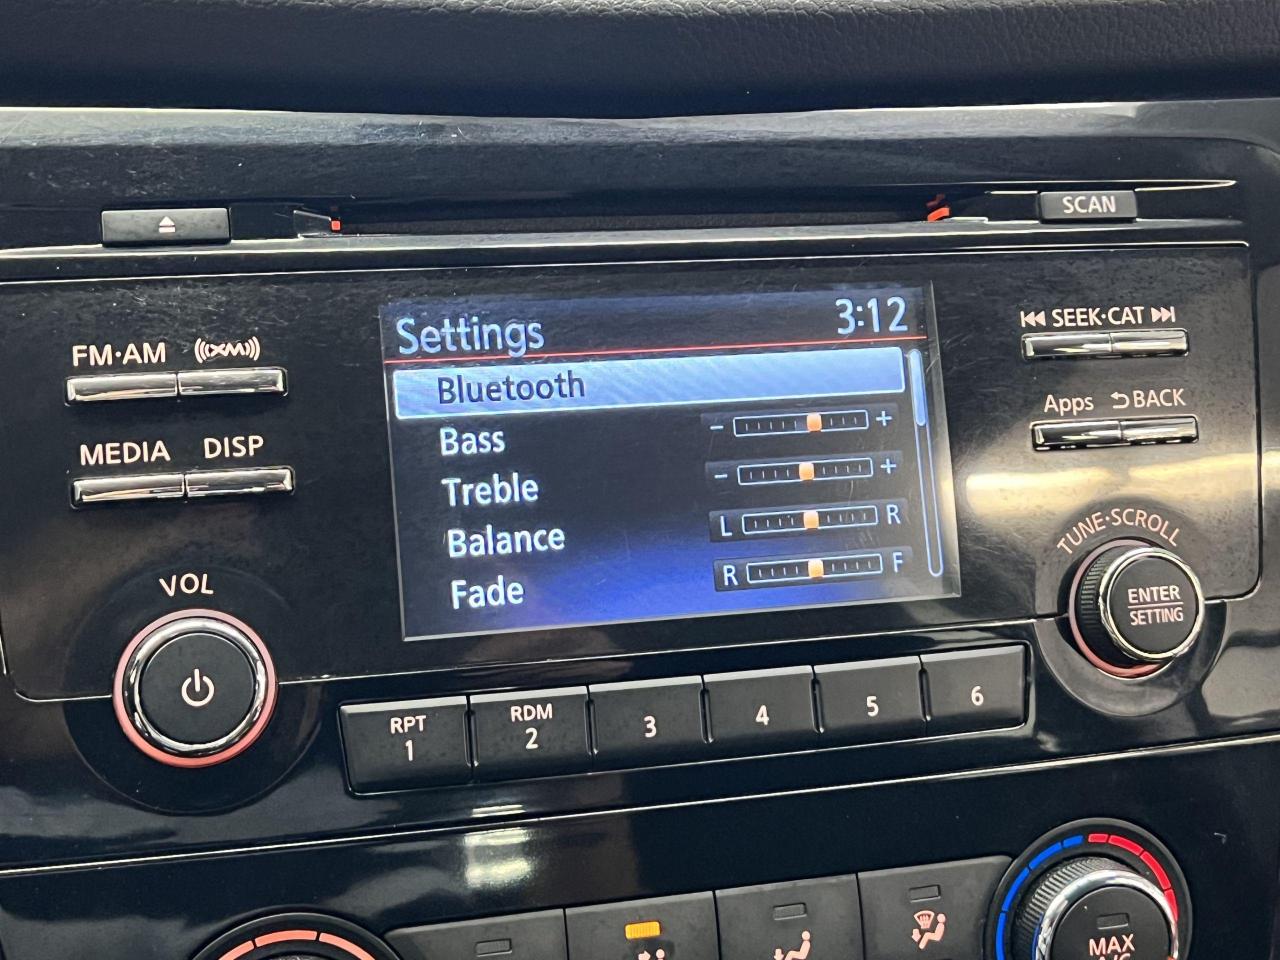 SCAN
Settings 3:12
Bluetooth
Bass - +
Treble - +
Balance L R
Fade R F
FM·AM XM
MEDIA DISP
VOL
SEEK·CAT
Apps BACK
TUNE·SCROLL
ENTER
SETTING
RPT
1
RDM
2
3
4
5
6
MAX
A/C